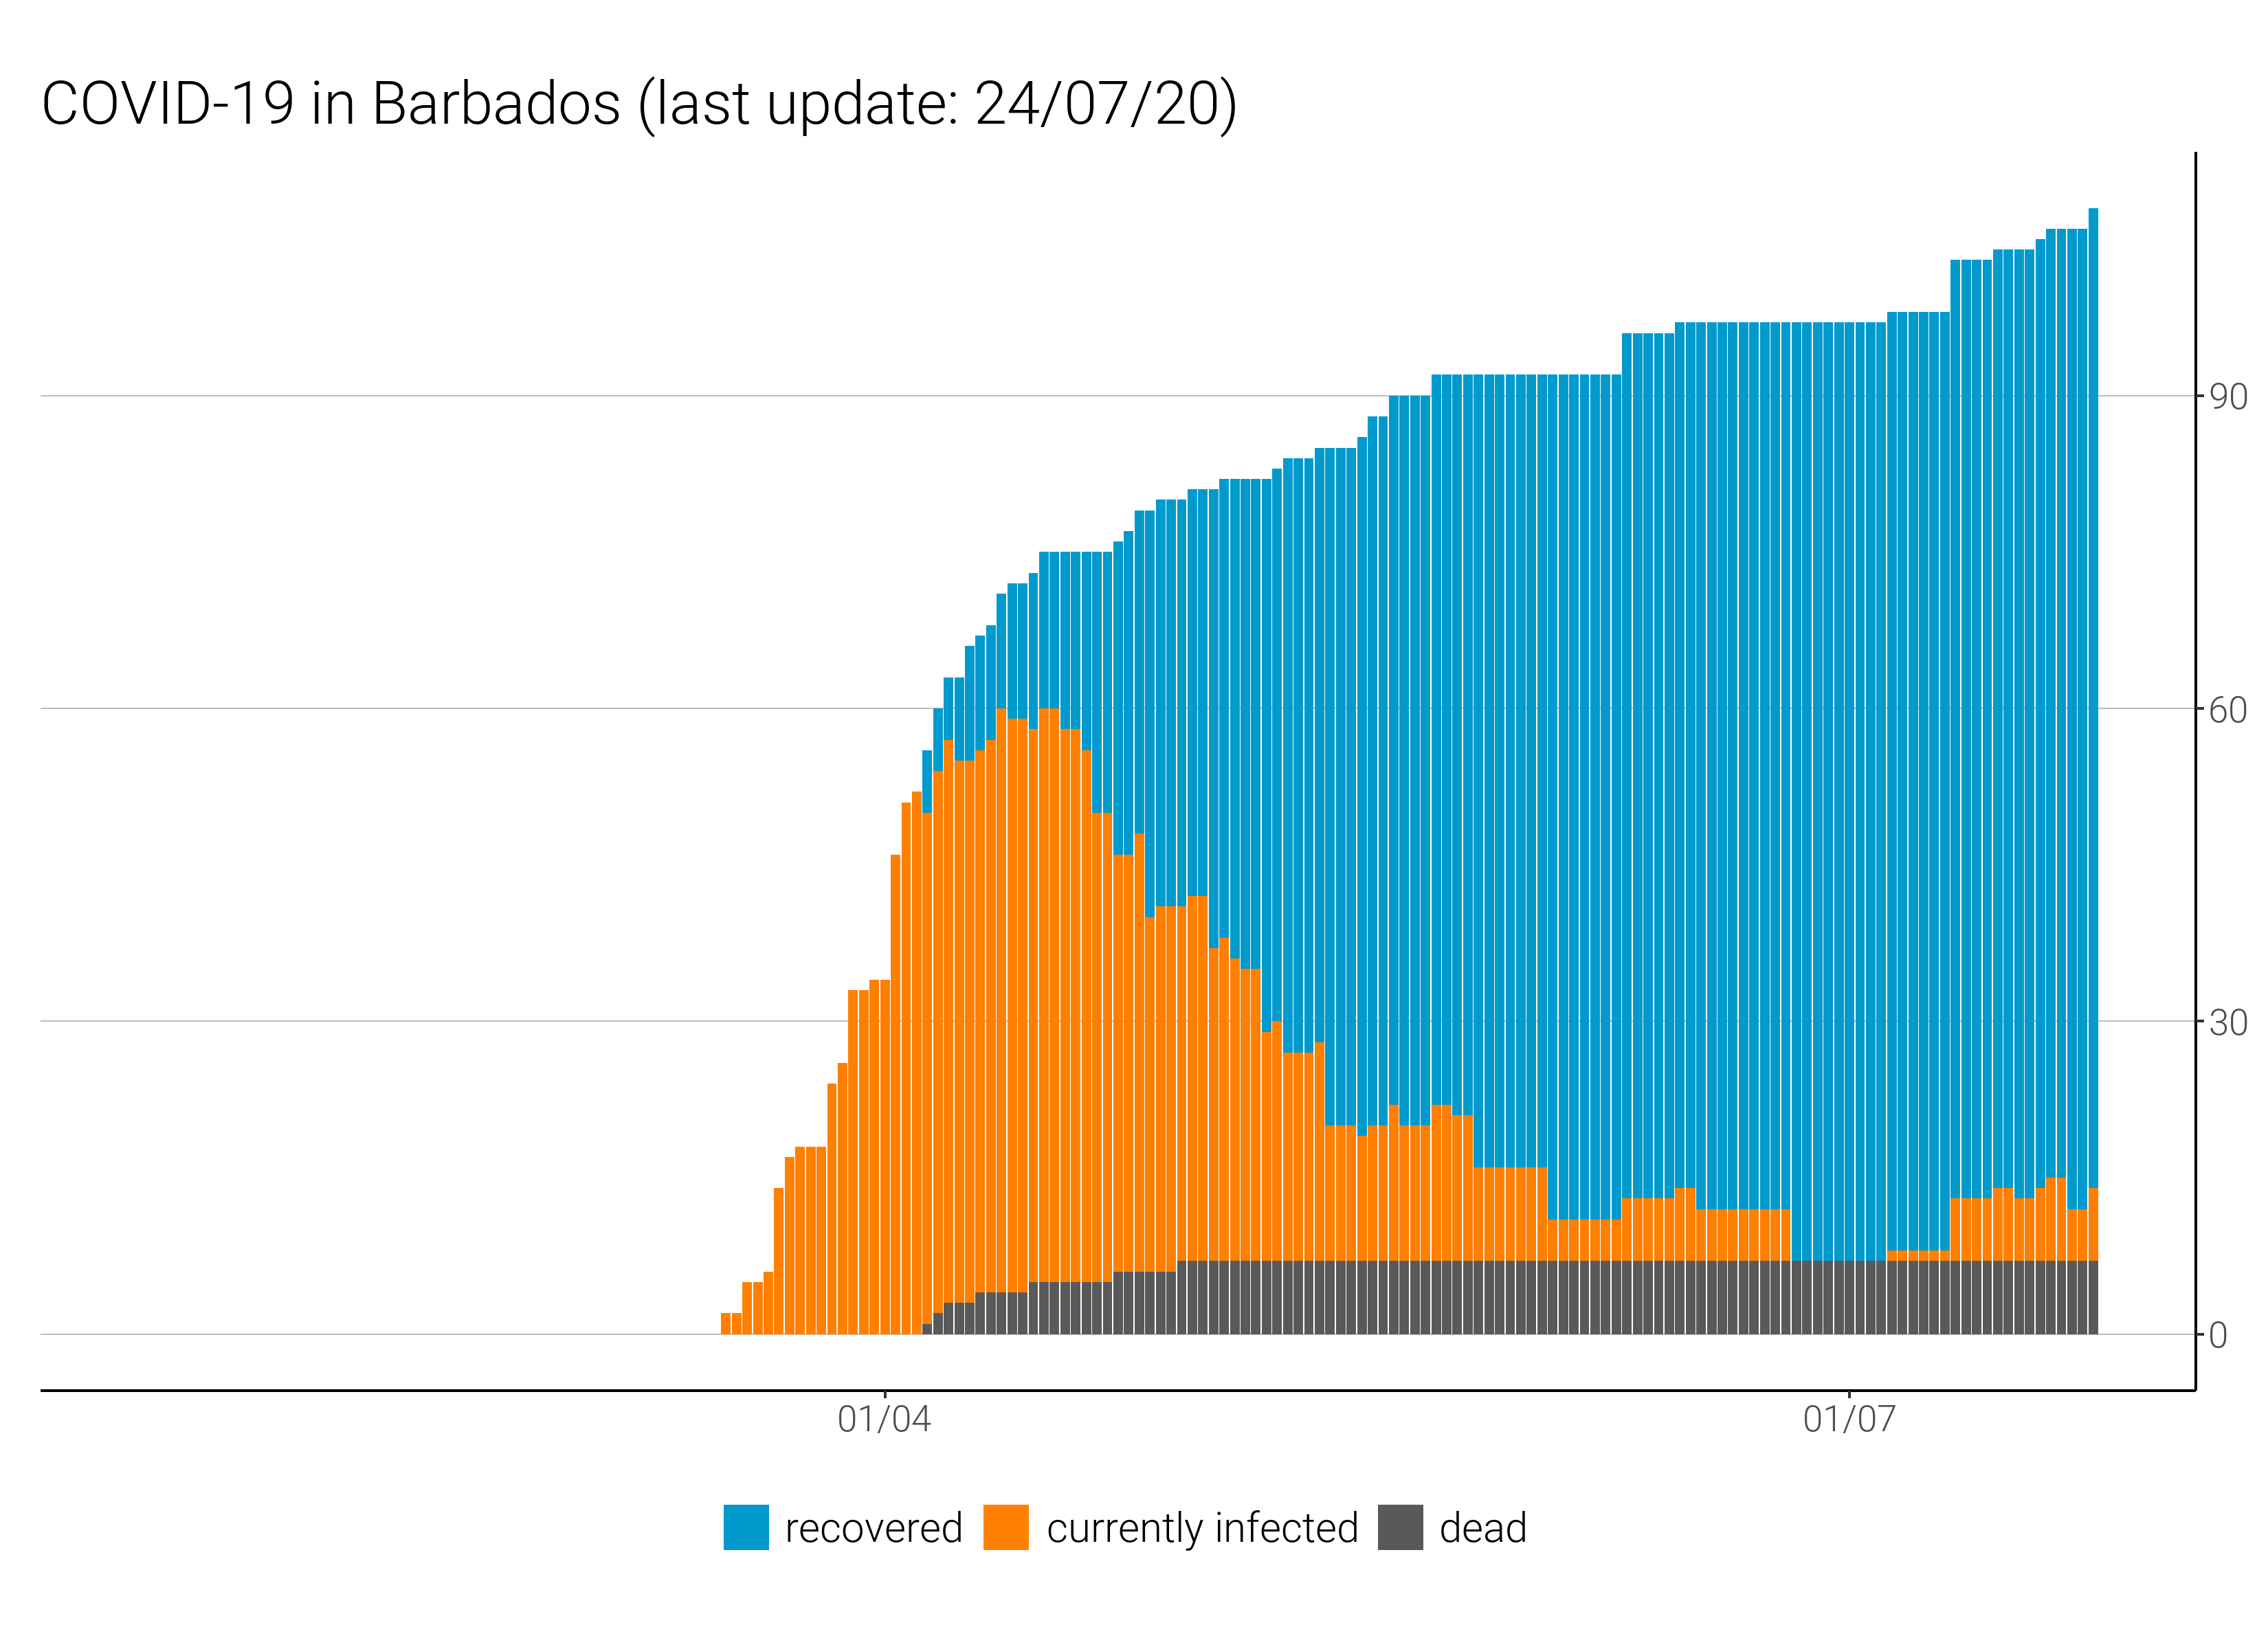 COVID-19 in Barbados (last update: 24/07/20)
90
60
30
0
01/04 01/07
recovered currently infected dead